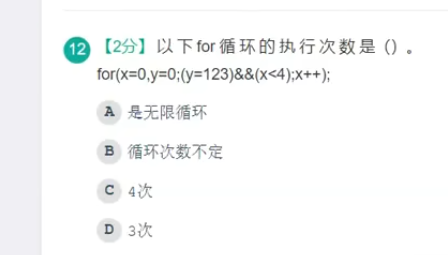 12 【2分】以下for循环的执行次数是（）。
for(x=0,y=0;(y=123)&&(x<4);x++);
A 是无限循环
B 循环次数不定
C 4次
D 3次